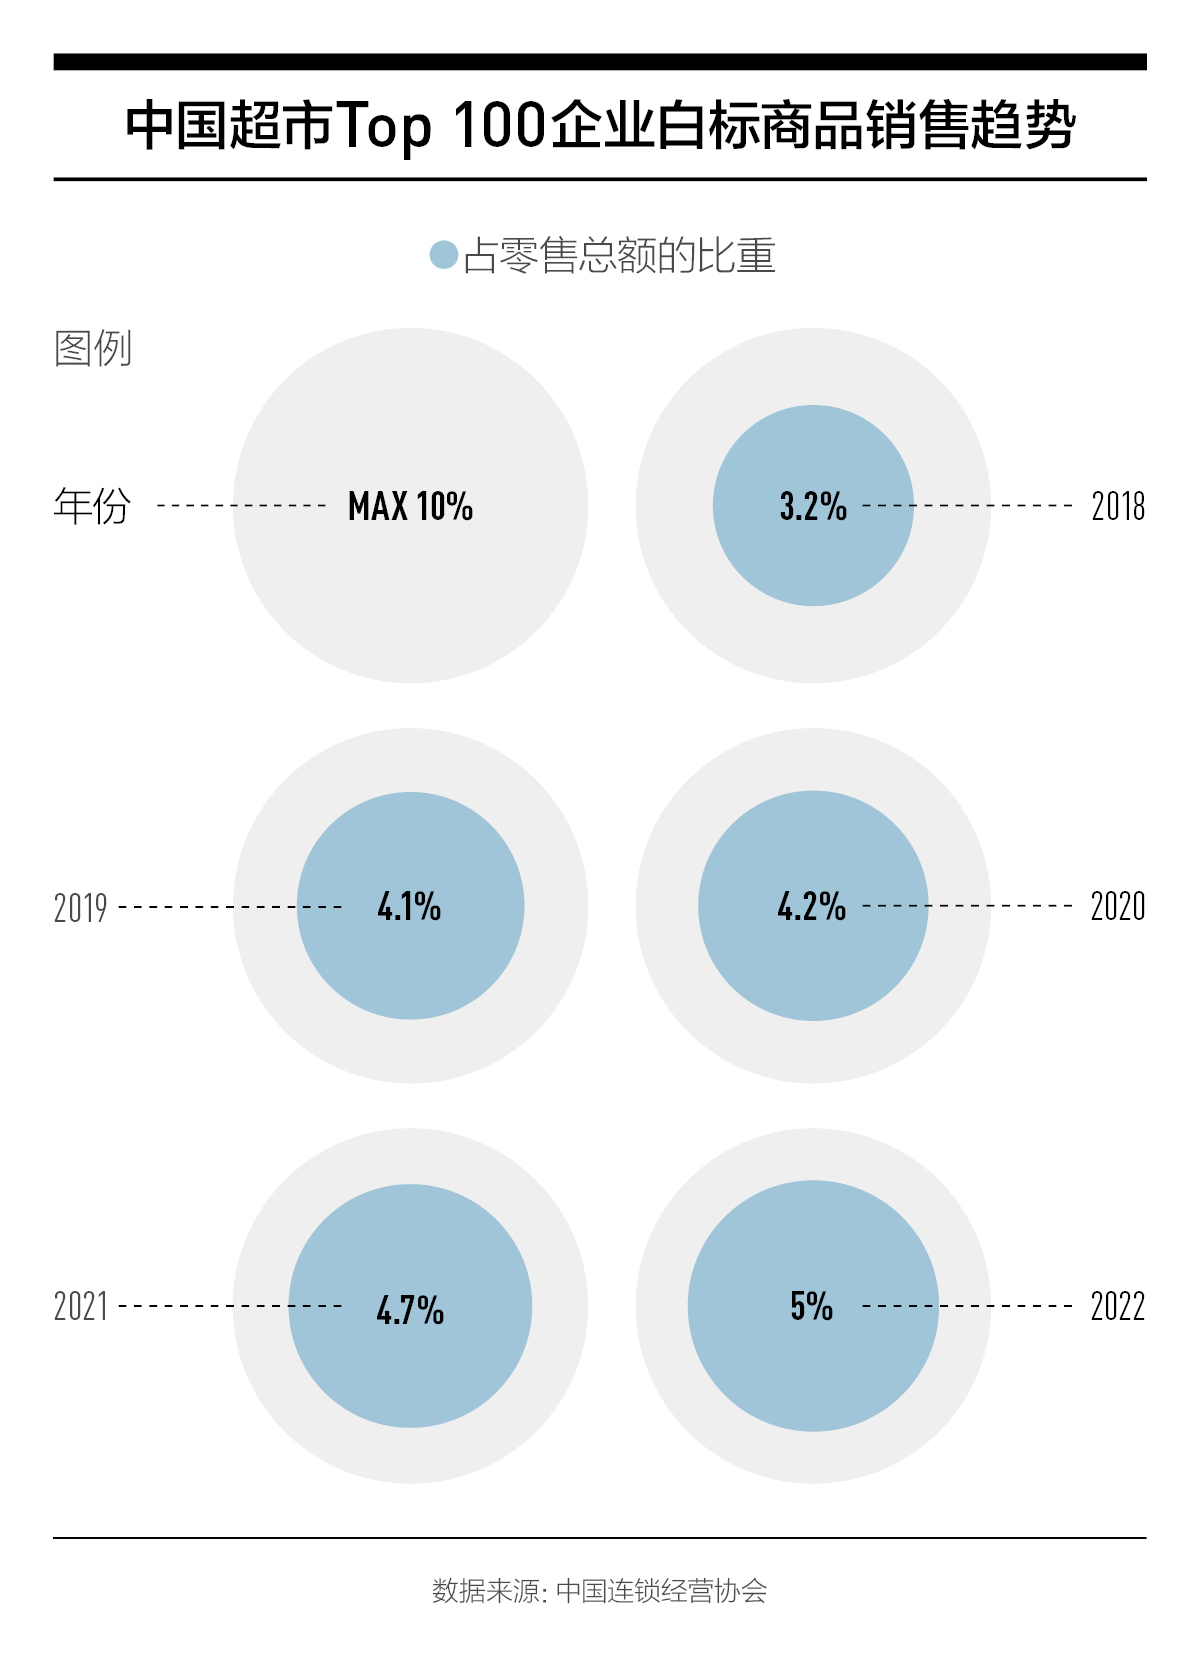 中国超市Top 100企业白标商品销售趋势
占零售总额的比重
图例
年份 MAX 10% 3.2% 2018
2019 4.1% 4.2% 2020
2021 4.7% 5% 2022
数据来源：中国连锁经营协会